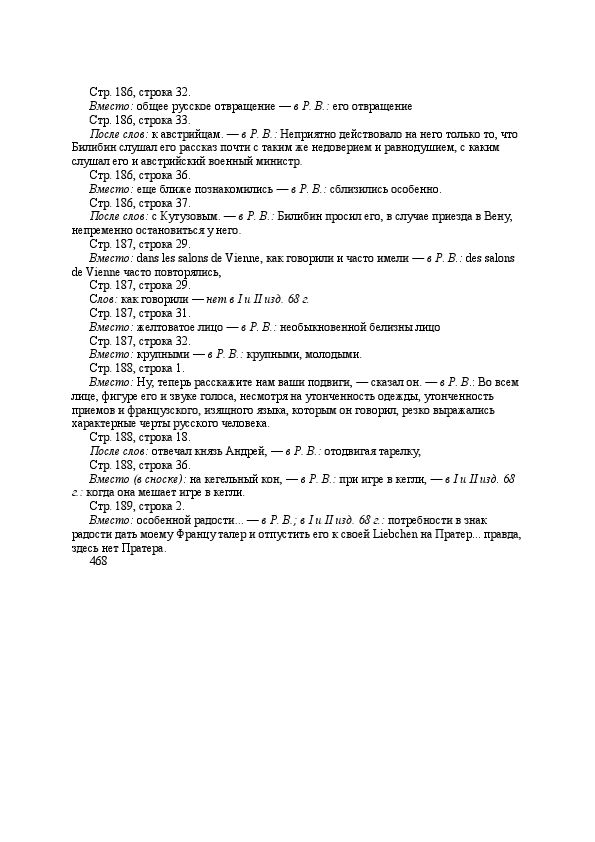 Стр. 186, строка 32.
Вместо: общее русское отвращение — в Р. В.: его отвращение
Стр. 186, строка 33.
После слов: к австрийцам. — в Р. В.: Неприятно действовало на него только то, что
Билибин слушал его рассказ почти с таким же недоверием и равнодушием, с каким
слушал его и австрийский военный министр.
Стр. 186, строка 36.
Вместо: еще ближе познакомились — в Р. В.: сблизились особенно.
Стр. 186, строка 37.
После слов: с Кутузовым. — в Р. В.: Билибин просил его, в случае приезда в Вену,
непременно остановиться у него.
Стр. 187, строка 29.
Вместо: dans les salons de Vienne, как говорили и часто имели — в Р. В.: des salons
de Vienne часто повторялись,
Стр. 187, строка 29.
Слов: как говорили — нет в I и II изд. 68 г.
Стр. 187, строка 31.
Вместо: желтоватое лицо — в Р. В.: необыкновенной белизны лицо
Стр. 187, строка 32.
Вместо: крупными — в Р. В.: крупными, молодыми.
Стр. 188, строка 1.
Вместо: Ну, теперь расскажите нам ваши подвиги, — сказал он. — в Р. В.: Во всем
лице, фигуре его и звуке голоса, несмотря на утонченность одежды, утонченность
приемов и французского, изящного языка, которым он говорил, резко выражались
характерные черты русского человека.
Стр. 188, строка 18.
После слов: отвечал князь Андрей, — в Р. В.: отодвигая тарелку,
Стр. 188, строка 36.
Вместо (в сноске): на кегельный кон, — в Р. В.: при игре в кегли, — в I и II изд. 68
г.: когда она мешает игре в кегли.
Стр. 189, строка 2.
Вместо: особенной радости... — в Р. В.; в I и II изд. 68 г.: потребности в знак
радости дать моему Францу талер и отпустить его к своей Liebchen на Пратер... правда,
здесь нет Пратера.
468